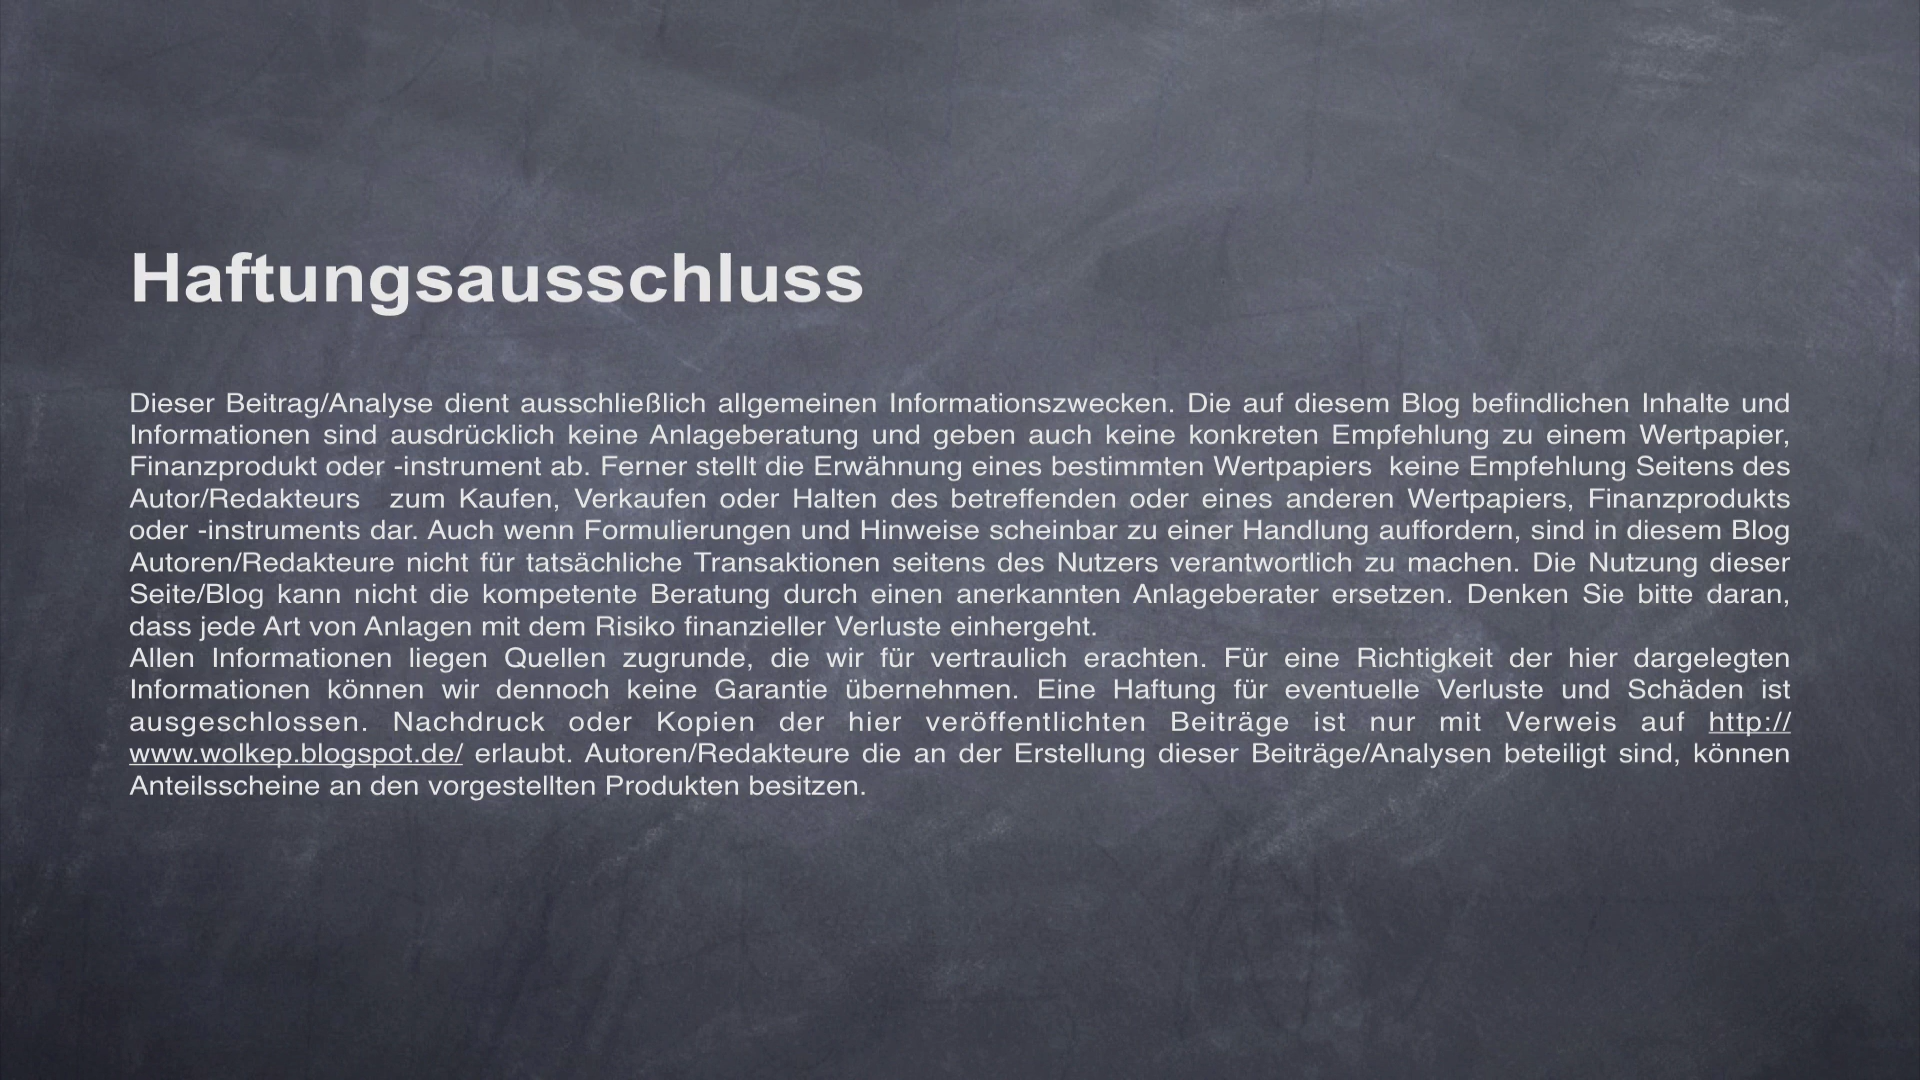 Haftungsausschluss
Dieser Beitrag/Analyse dient ausschließlich allgemeinen Informationszwecken. Die auf diesem Blog befindlichen Inhalte und
Informationen sind ausdrücklich keine Anlageberatung und geben auch keine konkreten Empfehlung zu einem Wertpapier,
Finanzprodukt oder -instrument ab. Ferner stellt die Erwähnung eines bestimmten Wertpapiers  keine Empfehlung Seitens des
Autor/Redakteurs  zum Kaufen, Verkaufen oder Halten des betreffenden oder eines anderen Wertpapiers, Finanzprodukts
oder -instruments dar. Auch wenn Formulierungen und Hinweise scheinbar zu einer Handlung auffordern, sind in diesem Blog
Autoren/Redakteure nicht für tatsächliche Transaktionen seitens des Nutzers verantwortlich zu machen. Die Nutzung dieser
Seite/Blog kann nicht die kompetente Beratung durch einen anerkannten Anlageberater ersetzen. Denken Sie bitte daran,
dass jede Art von Anlagen mit dem Risiko finanzieller Verluste einhergeht.
Allen Informationen liegen Quellen zugrunde, die wir für vertraulich erachten. Für eine Richtigkeit der hier dargelegten
Informationen können wir dennoch keine Garantie übernehmen. Eine Haftung für eventuelle Verluste und Schäden ist
ausgeschlossen. Nachdruck oder Kopien der hier veröffentlichten Beiträge ist nur mit Verweis auf http://
www.wolkep.blogspot.de/ erlaubt. Autoren/Redakteure die an der Erstellung dieser Beiträge/Analysen beteiligt sind, können
Anteilsscheine an den vorgestellten Produkten besitzen.